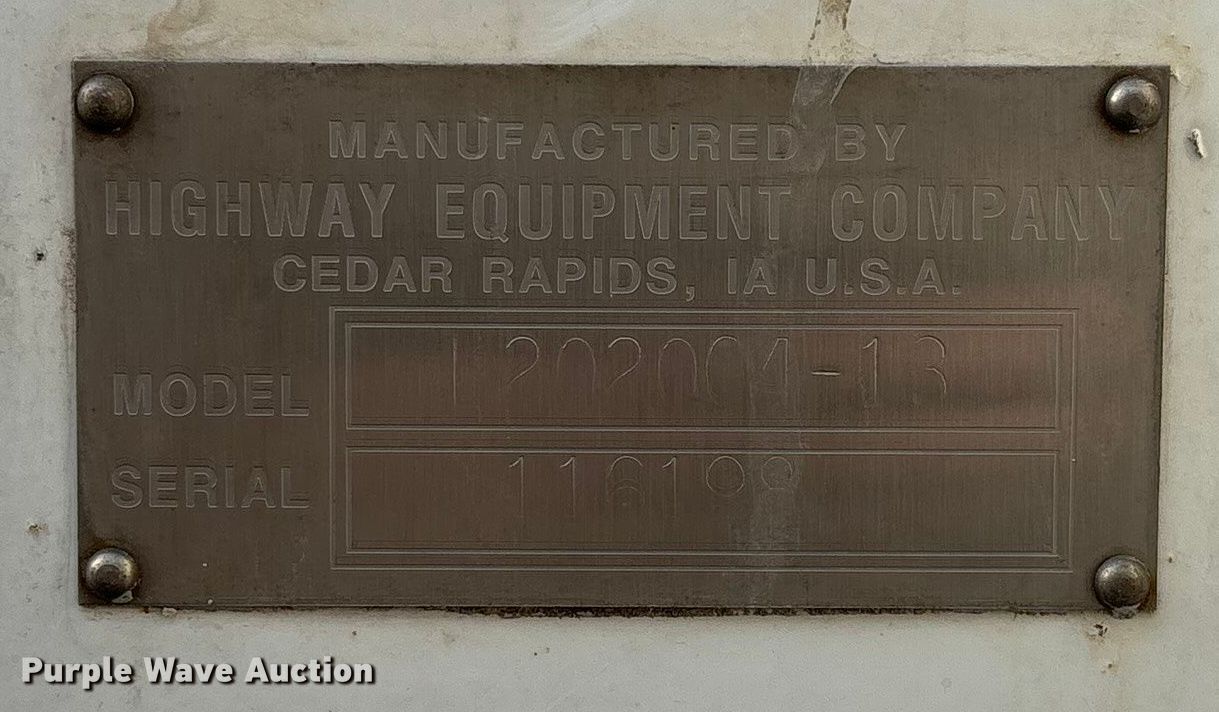 MANUFACTURED BY
HIGHWAY EQUIPMENT COMPANY
CEDAR RAPIDS, IA U.S.A.
MODEL
SERIAL
Purple Wave Auction